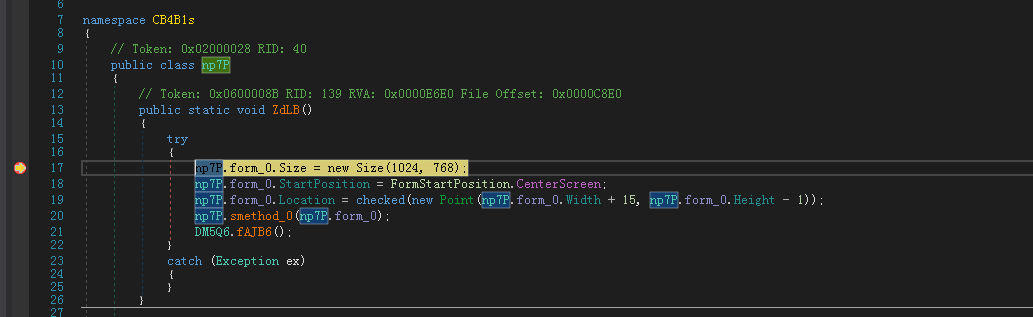 6
7 namespace CB4B1s
8 {
9 // Token: 0x02000028 RID: 40
10 public class np7P
11 {
12 // Token: 0x0600008B RID: 139 RVA: 0x0000E6E0 File Offset: 0x0000C8E0
13 public static void ZdLB()
14 {
15 try
16 {
17 np7P.form_0.Size = new Size(1024, 768);
18 np7P.form_0.StartPosition = FormStartPosition.CenterScreen;
19 np7P.form_0.Location = checked(new Point(np7P.form_0.Width + 15, np7P.form_0.Height - 1));
20 np7P.smethod_0(np7P.form_0);
21 DM5Q6.fAJB6();
22 }
23 catch (Exception ex)
24 {
25 }
26 }
27